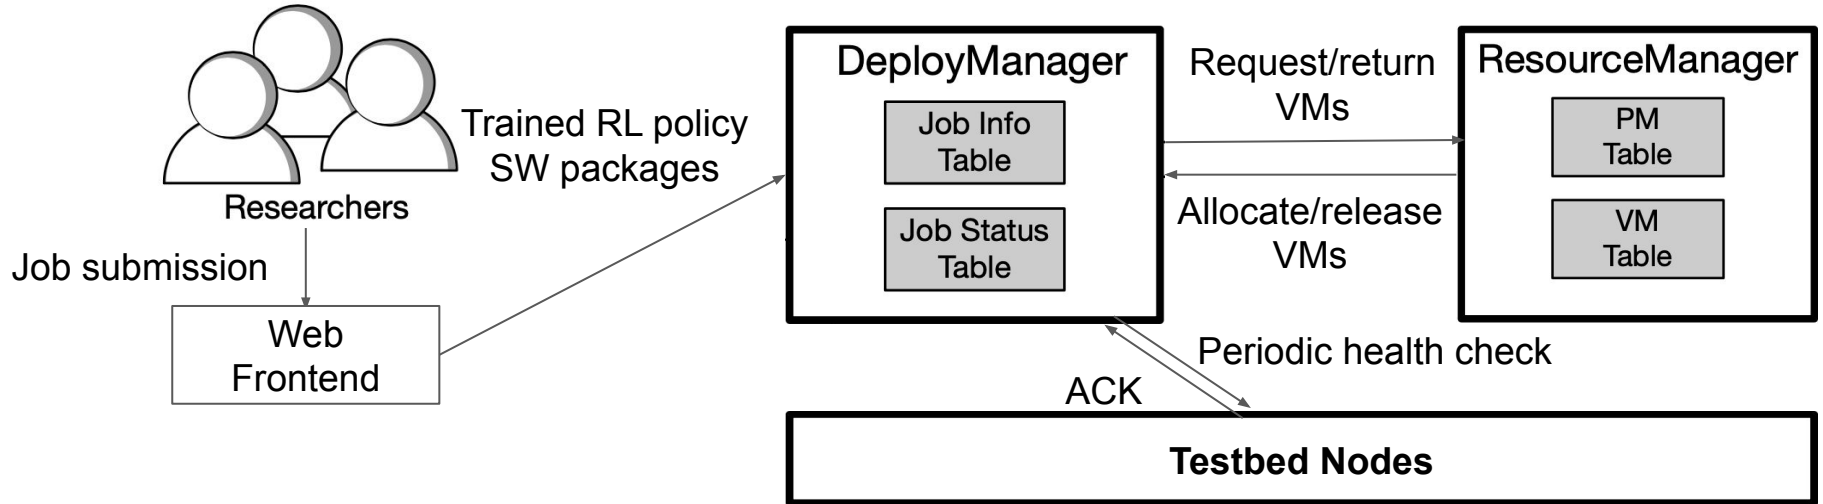 Researchers
Job submission
Web
Frontend
Trained RL policy
SW packages
DeployManager
Job Info
Table
Job Status
Table
Request/return
VMs
Allocate/release
VMs
ResourceManager
PM
Table
VM
Table
Periodic health check
ACK
Testbed Nodes